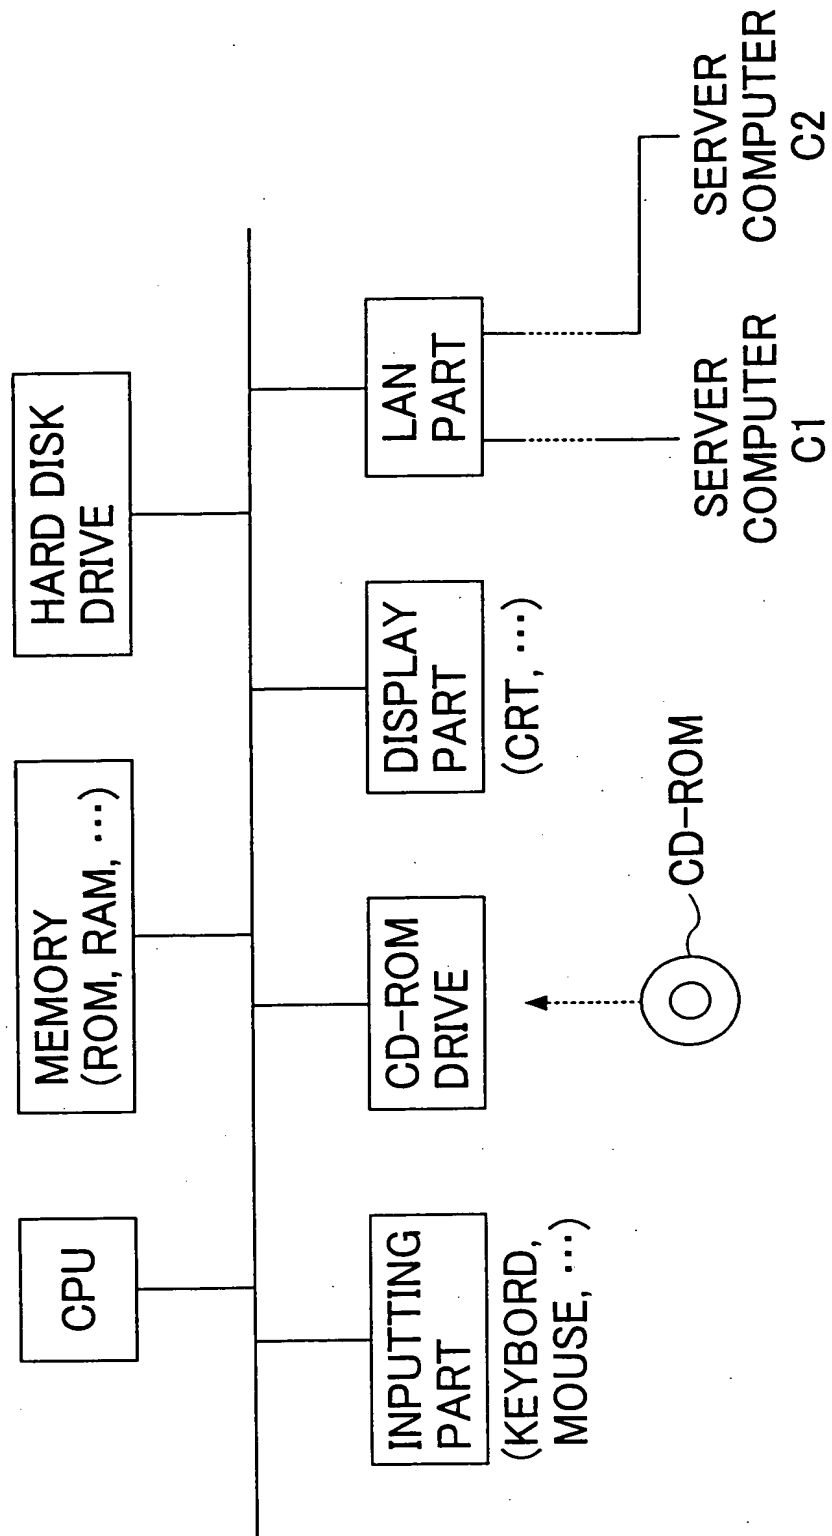 CPU
MEMORY
(ROM, RAM, ···)
HARD DISK
DRIVE
INPUTTING
PART
(KEYBORD,
MOUSE, ···)
CD-ROM
DRIVE
CD-ROM
DISPLAY
PART
(CRT, ···)
LAN
PART
SERVER
COMPUTER
C1
SERVER
COMPUTER
C2